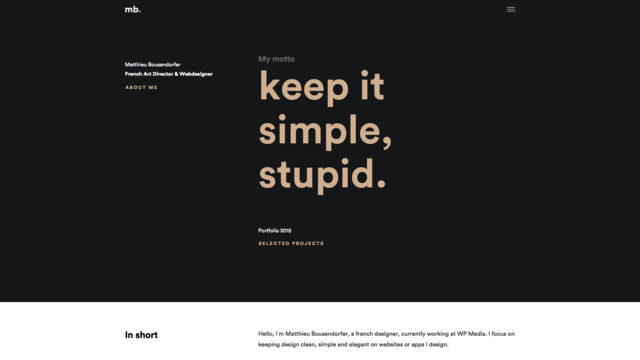 mb.
Matthieu Bousendorfer
French Art Director & Webdesigner
ABOUT ME
My motto
keep it
simple,
stupid.
Portfolio 2015
SELECTED PROJECTS
In short
Hello, I'm Matthieu Bousendorfer, a french designer, currently working at WP Media. I focus on
keeping design clean, simple and elegant on websites or apps I design.